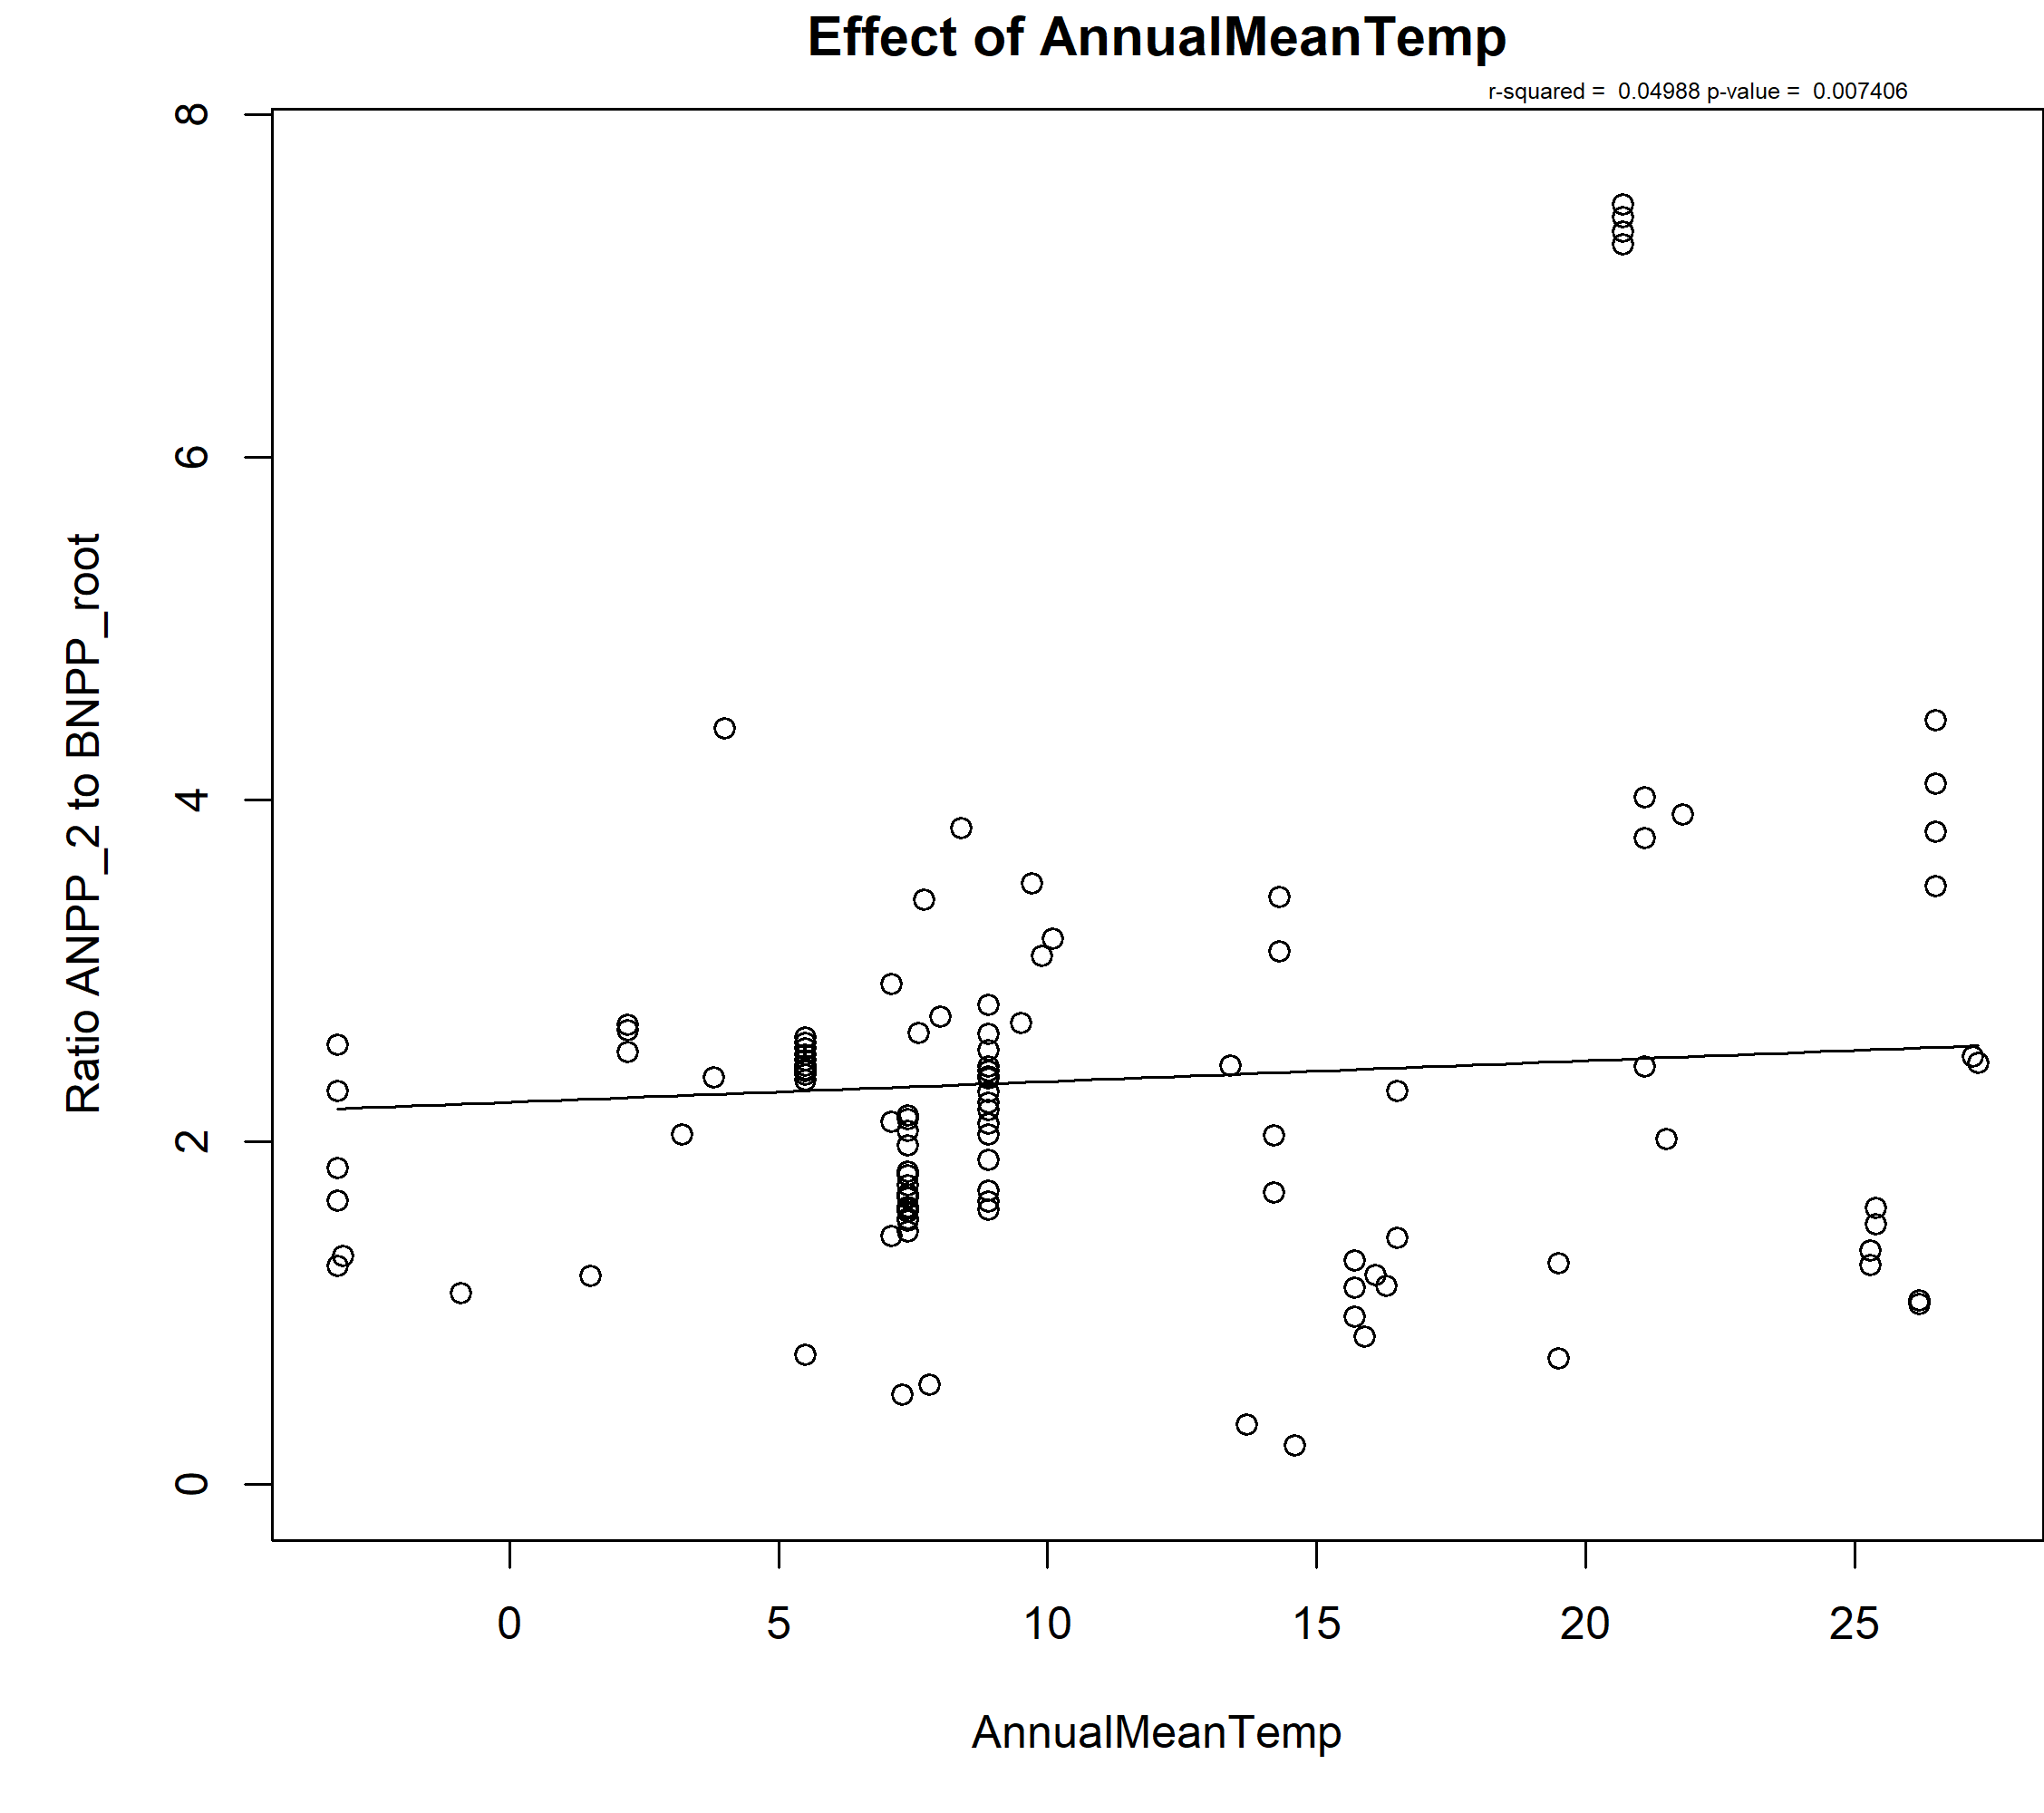 Effect of AnnualMeanTemp
r-squared =  0.04988 p-value =  0.007406
8
6
4
2
0
Ratio ANPP_2 to BNPP_root
0 5 10 15 20 25
AnnualMeanTemp